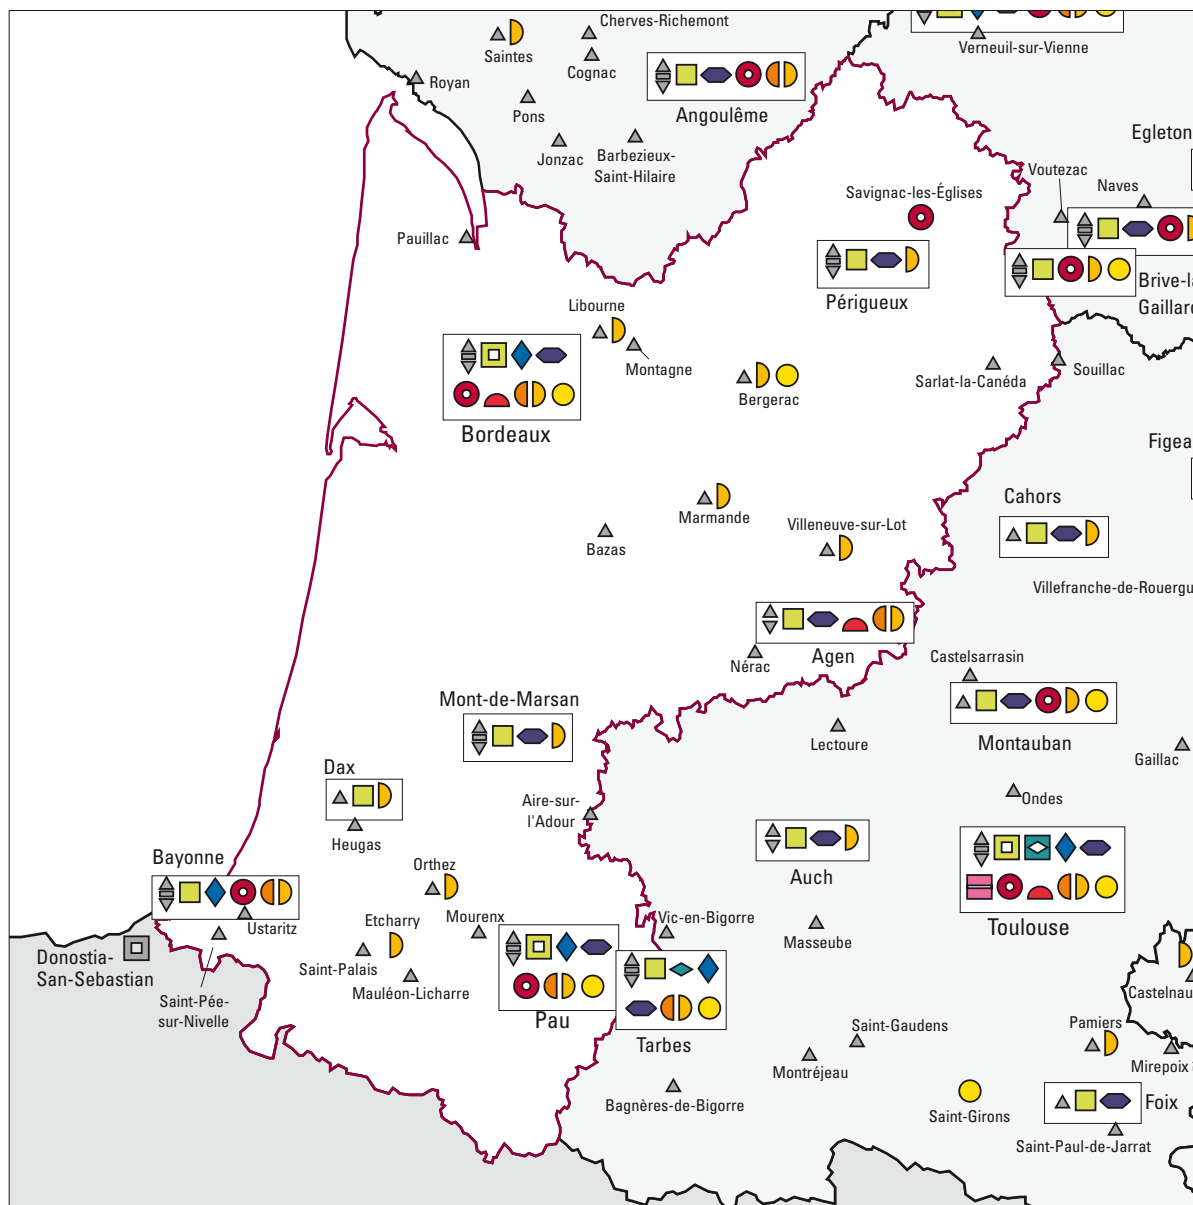 Cherves-Richemont
Saintes
Verneuil-sur-Vienne
Cognac
Royan
Pons
Angoulême
Jonzac
Barbezieux-
Saint-Hilaire
Egleton
Voutezac
Naves
Savignac-les-Églises
Pauillac
Périgueux
Brive-la
Gaillard
Libourne
Montagne
Sarlat-la-Canéda
Souillac
Bergerac
Bordeaux
Figea
Cahors
Marmande
Villeneuve-sur-Lot
Bazas
Villefranche-de-Rouergu
Agen
Nérac
Castelsarrasin
Mont-de-Marsan
Lectoure
Montauban
Gaillac
Dax
Aire-sur-
l'Adour
Ondes
Heugas
Bayonne
Orthez
Auch
Etcharry
Mourenx
Vic-en-Bigorre
Ustaritz
Masseube
Toulouse
Donostia-
San-Sebastian
Saint-Palais
Mauléon-Licharre
Castelnau
Saint-Pée-
sur-Nivelle
Pau
Tarbes
Saint-Gaudens
Pamiers
Montréjeau
Mirepoix
Bagnères-de-Bigorre
Saint-Girons
Foix
Saint-Paul-de-Jarrat